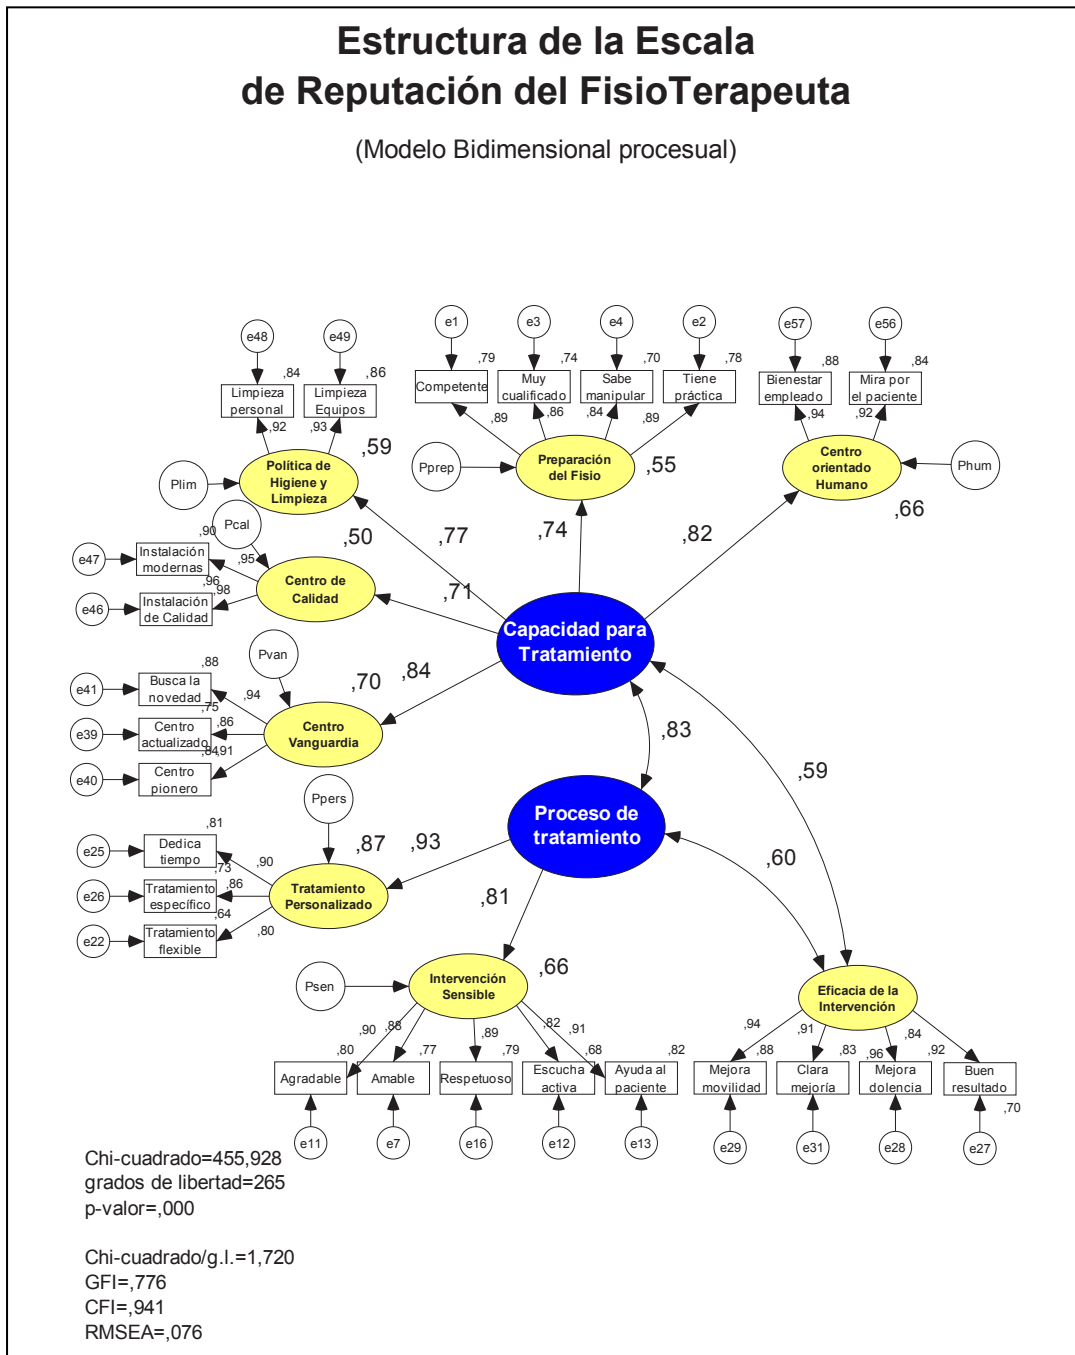 Estructura de la Escala
de Reputación del FisioTerapeuta
(Modelo Bidimensional procesual)
e48
e49
e1
e3
e4
e2
e57
e56
,84
,86
,79
,74
,70
,78
,88
,84
Limpieza
personal
Limpieza
Equipos
Competente
Muy
cualificado
Sabe
manipular
Tiene
práctica
Bienestar
empleado
Mira por
el paciente
,92
,93
,89
,86
,84
,89
,94
,92
Plim
Política de
Higiene y
Limpieza
,59
Pprep
Preparación
del Fisio
,55
Centro
orientado
Humano
Phum
,66
Pcal
,50
,77
,74
,82
e47
Instalación
modernas
,90
,95
e46
Instalación
de Calidad
,96
,98
Centro de
Calidad
,71
Capacidad para
Tratamiento
Pvan
,70
,84
e41
Busca la
novedad
,88
,94
e39
Centro
actualizado
,75
,86
e40
Centro
pionero
,84
,91
Centro
Vanguardia
,83
,59
Ppers
Proceso de
tratamiento
,87
,93
,60
e25
Dedica
tiempo
,81
,90
e26
Tratamiento
específico
,73
,86
e22
Tratamiento
flexible
,64
,80
Tratamiento
Personalizado
,81
Psen
Intervención
Sensible
,66
Eficacia de la
Intervención
,90
,88
,89
,82
,91
,94
,91
,96
,84
,80
,77
,79
,68
,82
,88
,83
,92
,70
Agradable
Amable
Respetuoso
Escucha
activa
Ayuda al
paciente
Mejora
movilidad
Clara
mejoría
Mejora
dolencia
Buen
resultado
e11
e7
e16
e12
e13
e29
e31
e28
e27
Chi-cuadrado=455,928
grados de libertad=265
p-valor=,000
Chi-cuadrado/g.l.=1,720
GFI=,776
CFI=,941
RMSEA=,076